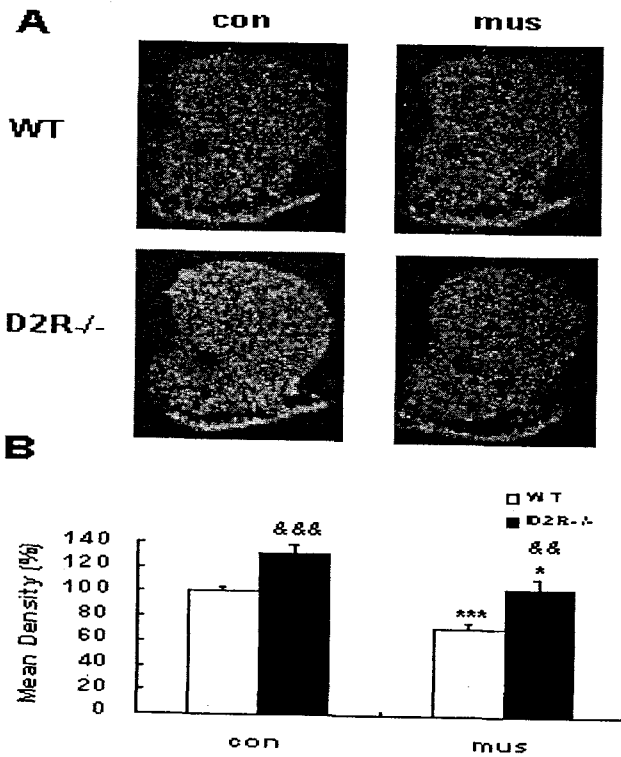 A
con mus
WT
D2R-/-
B
WT
D2R-/-
Mean Density (%)
140
120
100
80
60
40
20
0
&&&
&&
*
***
con mus